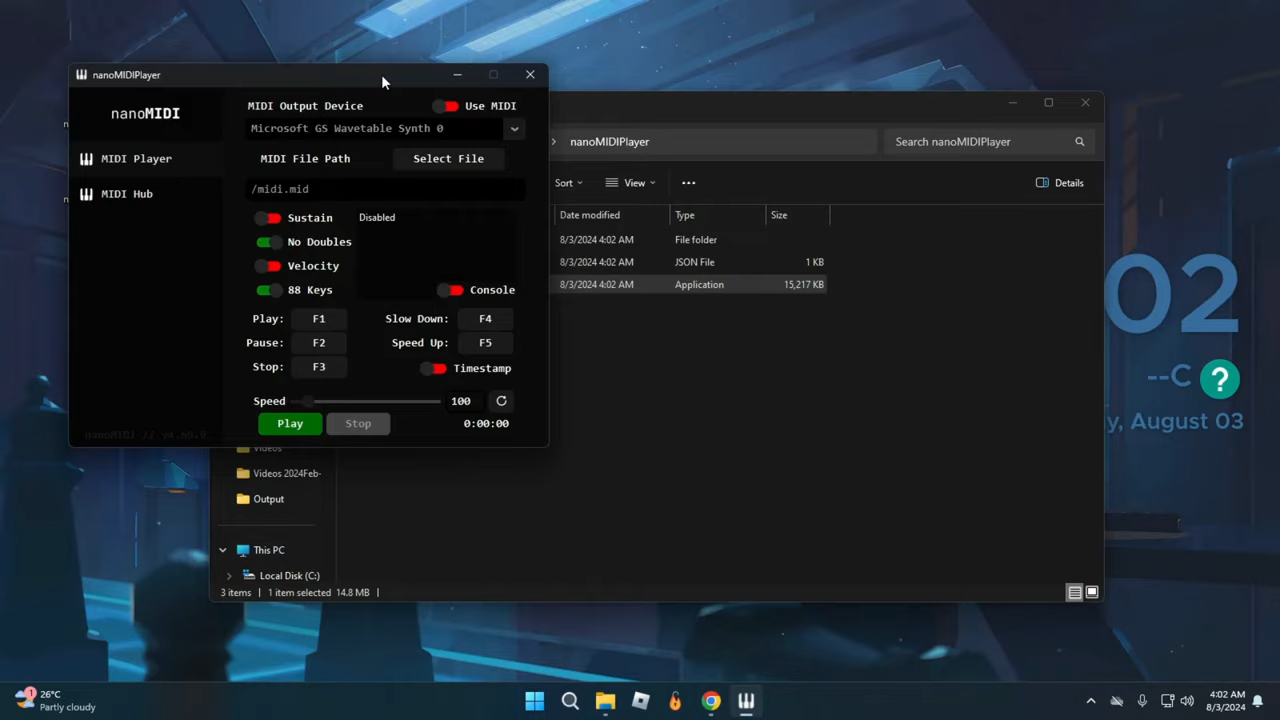 nanoMIDIPlayer
nanoMIDI
MIDI Player
MIDI Hub
MIDI Output Device
Use MIDI
Microsoft GS Wavetable Synth 0
MIDI File Path
Select File
/midi.mid
Sustain
Disabled
No Doubles
Velocity
88 Keys
Console
Play: F1
Slow Down: F4
Pause: F2
Speed Up: F5
Stop: F3
Timestamp
Speed
100
Play
Stop
0:00:00
nanoMIDIPlayer
Search nanoMIDIPlayer
Sort
View
Details
Date modified
Type
Size
8/3/2024 4:02 AM
File folder
8/3/2024 4:02 AM
JSON File
1 KB
8/3/2024 4:02 AM
Application
15,217 KB
Videos
Videos 2024Feb-
Output
This PC
Local Disk (C:)
3 items
1 item selected 14.8 MB
02
--C
?
y, August 03
1
26°C
Partly cloudy
4:02 AM
8/3/2024